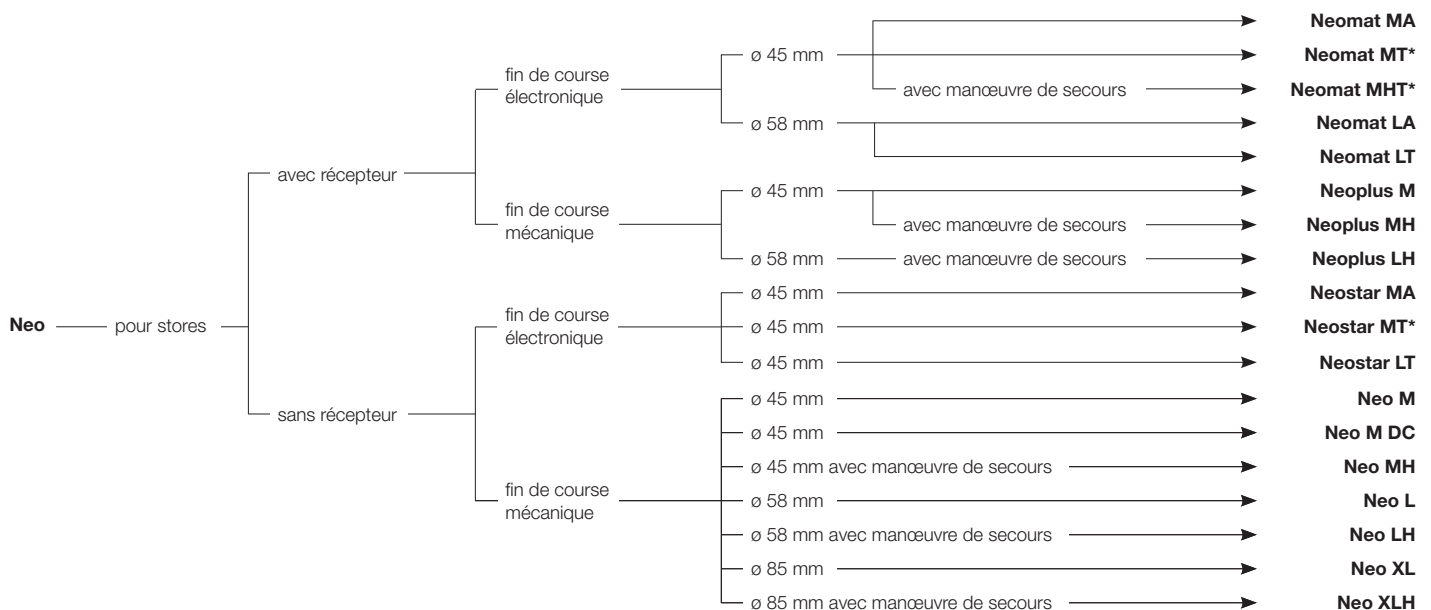 ø 45 mm Neomat MA
Neomat MT*
fin de course
électronique
avec manœuvre de secours Neomat MHT*
ø 58 mm Neomat LA
Neomat LT
avec récepteur
ø 45 mm Neoplus M
fin de course
mécanique
avec manœuvre de secours Neoplus MH
ø 58 mm avec manœuvre de secours Neoplus LH
ø 45 mm Neostar MA
Neo pour stores
fin de course
électronique
ø 45 mm Neostar MT*
ø 45 mm Neostar LT
sans récepteur
ø 45 mm Neo M
ø 45 mm Neo M DC
ø 45 mm avec manœuvre de secours Neo MH
fin de course
mécanique
ø 58 mm Neo L
ø 58 mm avec manœuvre de secours Neo LH
ø 85 mm Neo XL
ø 85 mm avec manœuvre de secours Neo XLH